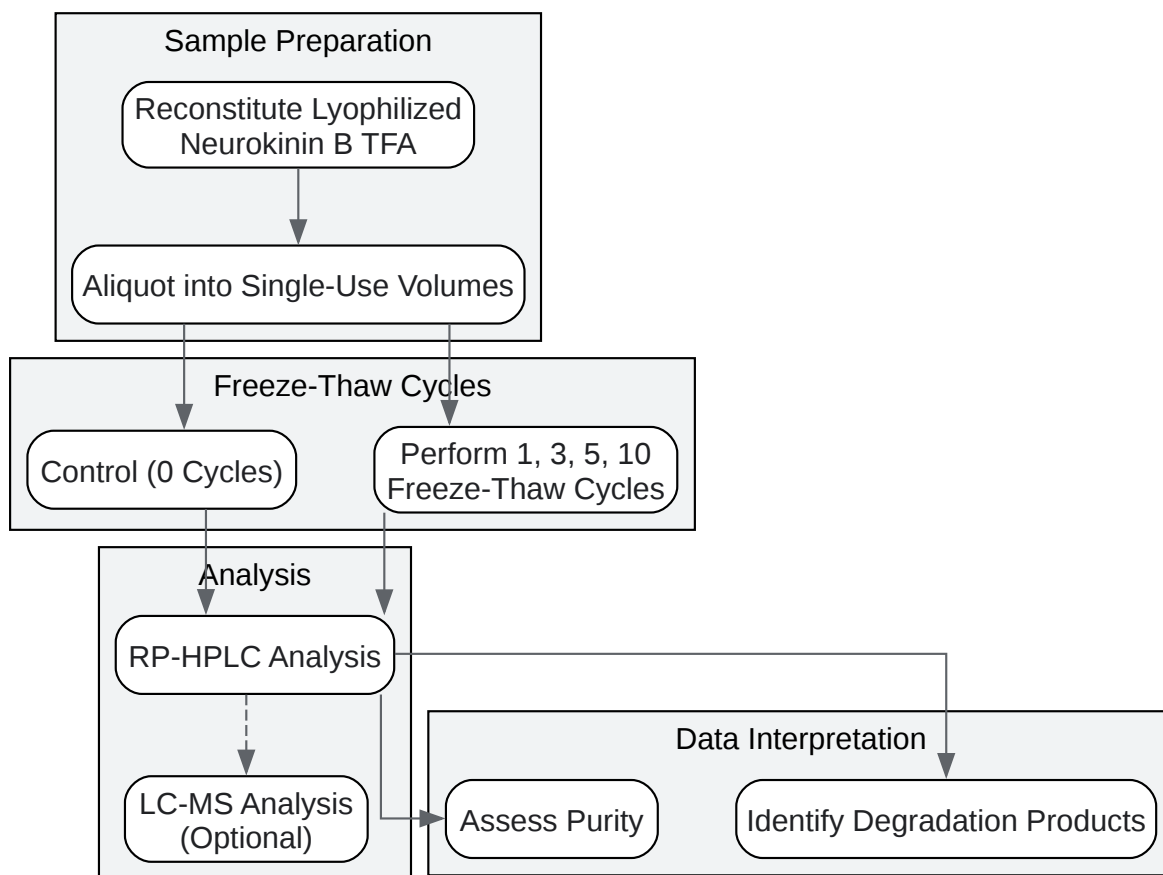 Sample Preparation
Reconstitute Lyophilized
Neurokinin B TFA
Aliquot into Single-Use Volumes
Freeze-Thaw Cycles
Control (0 Cycles)
Perform 1, 3, 5, 10
Freeze-Thaw Cycles
Analysis
RP-HPLC Analysis
LC-MS Analysis
(Optional)
Data Interpretation
Assess Purity
Identify Degradation Products